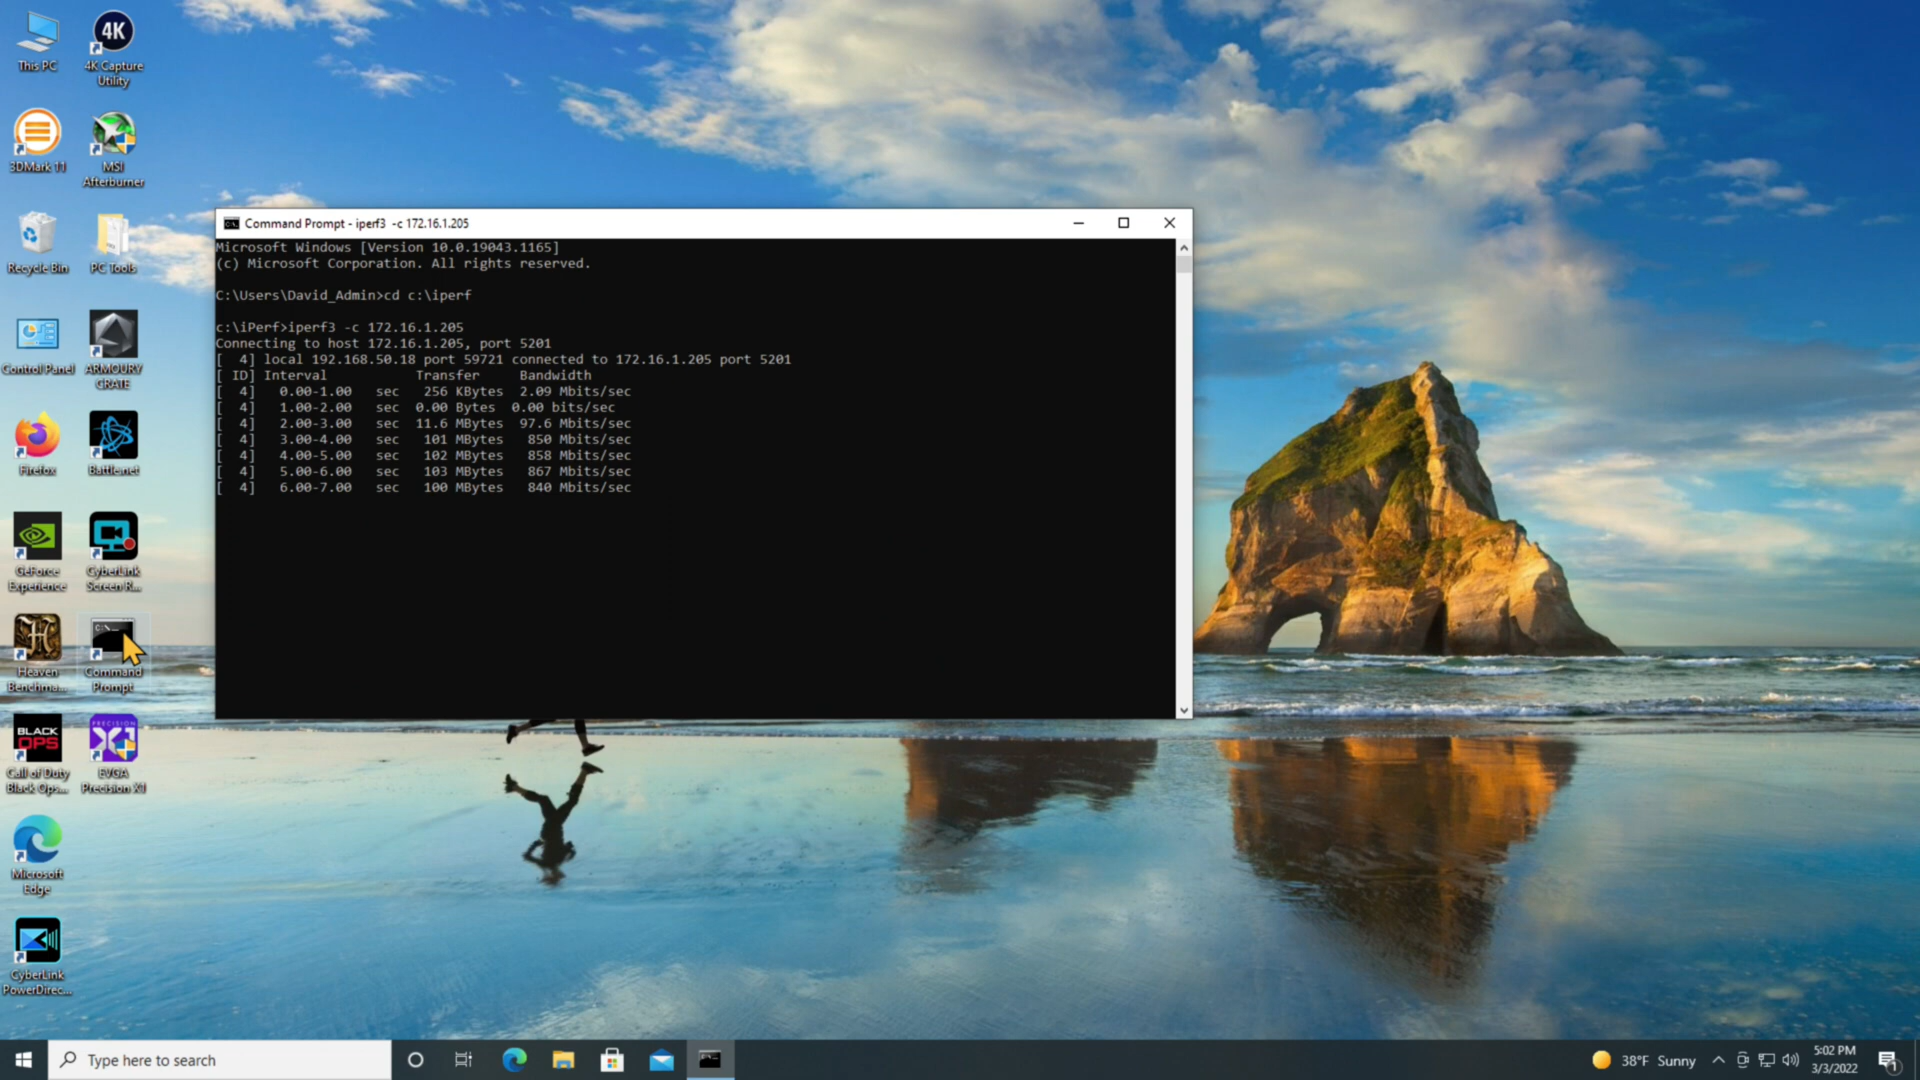 This PC
4K
4K Capture
Utility
3DMark 11
MSI
Afterburner
Recycle Bin
PC Tools
Control Panel
ARMOURY
CRATE
Firefox
Battle.net
GeForce
Experience
CyberLink
Screen R...
Heaven
Benchma...
C:\
Command
Prompt
BLACK
OPS
Call of Duty
Black Ops...
PRECISION
X1
EVGA
Precision X1
Microsoft
Edge
CyberLink
PowerDirec...
Command Prompt - iperf3  -c 172.16.1.205
Microsoft Windows [Version 10.0.19043.1165]
(c) Microsoft Corporation. All rights reserved.
C:\Users\David_Admin>cd c:\iperf
c:\iPerf>iperf3 -c 172.16.1.205
Connecting to host 172.16.1.205, port 5201
[  4] local 192.168.50.18 port 59721 connected to 172.16.1.205 port 5201
[ ID] Interval           Transfer     Bandwidth
[  4]   0.00-1.00   sec   256 KBytes  2.09 Mbits/sec
[  4]   1.00-2.00   sec  0.00 Bytes  0.00 bits/sec
[  4]   2.00-3.00   sec  11.6 MBytes  97.6 Mbits/sec
[  4]   3.00-4.00   sec   101 MBytes   850 Mbits/sec
[  4]   4.00-5.00   sec   102 MBytes   858 Mbits/sec
[  4]   5.00-6.00   sec   103 MBytes   867 Mbits/sec
[  4]   6.00-7.00   sec   100 MBytes   840 Mbits/sec
Type here to search
38°F Sunny
5:02 PM
3/3/2022
1